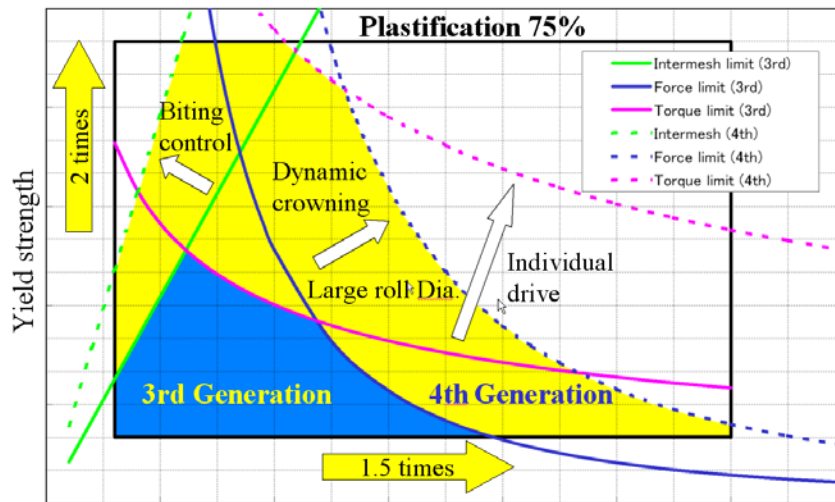 Plastification 75%
Intermesh limit (3rd)
Force limit (3rd)
Torque limit (3rd)
Intermesh (4th)
Force limit (4th)
Torque limit (4th)
Biting
control
2 times
Dynamic
crowning
Yield strength
Large roll Dia.
Individual
drive
3rd Generation
4th Generation
1.5 times